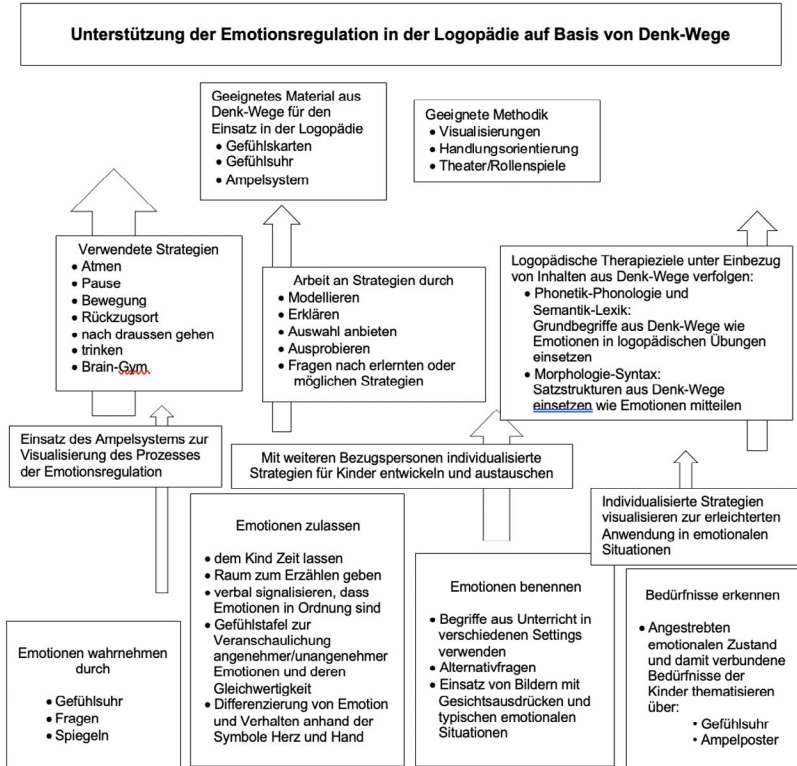 Unterstützung der Emotionsregulation in der Logopädie auf Basis von Denk-Wege
Geeignetes Material aus
Denk-Wege für den
Einsatz in der Logopädie
• Gefühlskarten
• Gefühlsuhr
• Ampelsystem
Geeignete Methodik
• Visualisierungen
• Handlungsorientierung
• Theater/Rollenspiele
Verwendete Strategien
• Atmen
• Pause
• Bewegung
• Rückzugsort
• nach draussen gehen
• trinken
• Brain-Gym
Arbeit an Strategien durch
• Modellieren
• Erklären
• Auswahl anbieten
• Ausprobieren
• Fragen nach erlernten oder
möglichen Strategien
Logopädische Therapieziele unter Einbezug
von Inhalten aus Denk-Wege verfolgen:
• Phonetik-Phonologie und
Semantik-Lexik:
Grundbegriffe aus Denk-Wege wie
Emotionen in logopädischen Übungen
einsetzen
• Morphologie-Syntax:
Satzstrukturen aus Denk-Wege
einsetzen wie Emotionen mitteilen
Einsatz des Ampelsystems zur
Visualisierung des Prozesses
der Emotionsregulation
Mit weiteren Bezugspersonen individualisierte
Strategien für Kinder entwickeln und austauschen
Individualisierte Strategien
visualisieren zur erleichterten
Anwendung in emotionalen
Situationen
Emotionen wahrnehmen
durch
• Gefühlsuhr
• Fragen
• Spiegeln
Emotionen zulassen
• dem Kind Zeit lassen
• Raum zum Erzählen geben
• verbal signalisieren, dass
Emotionen in Ordnung sind
• Gefühlstafel zur
Veranschaulichung
angenehmer/unangenehmer
Emotionen und deren
Gleichwertigkeit
• Differenzierung von Emotion
und Verhalten anhand der
Symbole Herz und Hand
Emotionen benennen
• Begriffe aus Unterricht in
verschiedenen Settings
verwenden
• Alternativfragen
• Einsatz von Bildern mit
Gesichtsausdrücken und
typischen emotionalen
Situationen
Bedürfnisse erkennen
• Angestrebten
emotionalen Zustand
und damit verbundene
Bedürfnisse der
Kinder thematisieren
über:
• Gefühlsuhr
• Ampelposter